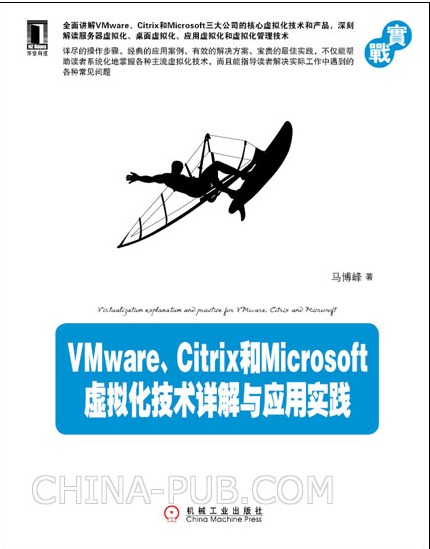 全面讲解VMware、Citrix和Microsoft三大公司的核心虚拟化技术和产品，深刻
解读服务器虚拟化、桌面虚拟化、应用虚拟化和虚拟化管理技术
详尽的操作步骤、经典的应用案例、有效的解决方案、宝贵的最佳实践，不仅能帮
助读者系统化地掌握各种主流虚拟化技术，而且能指导读者解决实际工作中遇到的
各种常见问题
华章科技
實
戰
马博峰 著
Virtualization explanation and practice for VMware, Citrix and Microsoft
VMware、Citrix和Microsoft
虚拟化技术详解与应用实践
CHINA-PUB.COM
机械工业出版社
China Machine Press